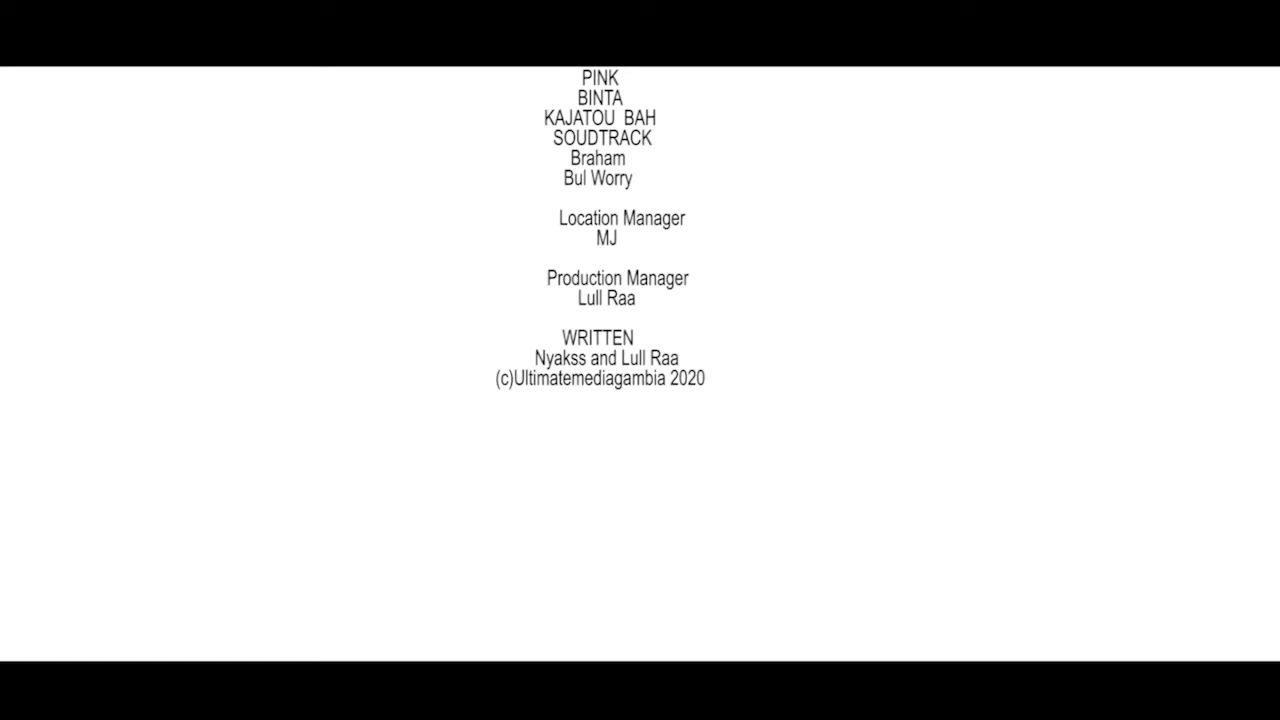 PINK
BINTA
KAJATOU BAH
SOUDTRACK
Braham
Bul Worry
Location Manager
MJ
Production Manager
Lull Raa
WRITTEN
Nyakss and Lull Raa
(c)Ultimatemediagambia 2020